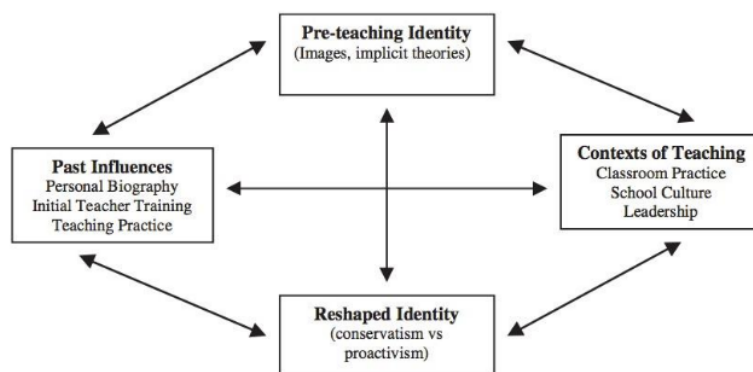 Pre-teaching Identity
(Images, implicit theories)
Past Influences
Personal Biography
Initial Teacher Training
Teaching Practice
Contexts of Teaching
Classroom Practice
School Culture
Leadership
Reshaped Identity
(conservatism vs
proactivism)